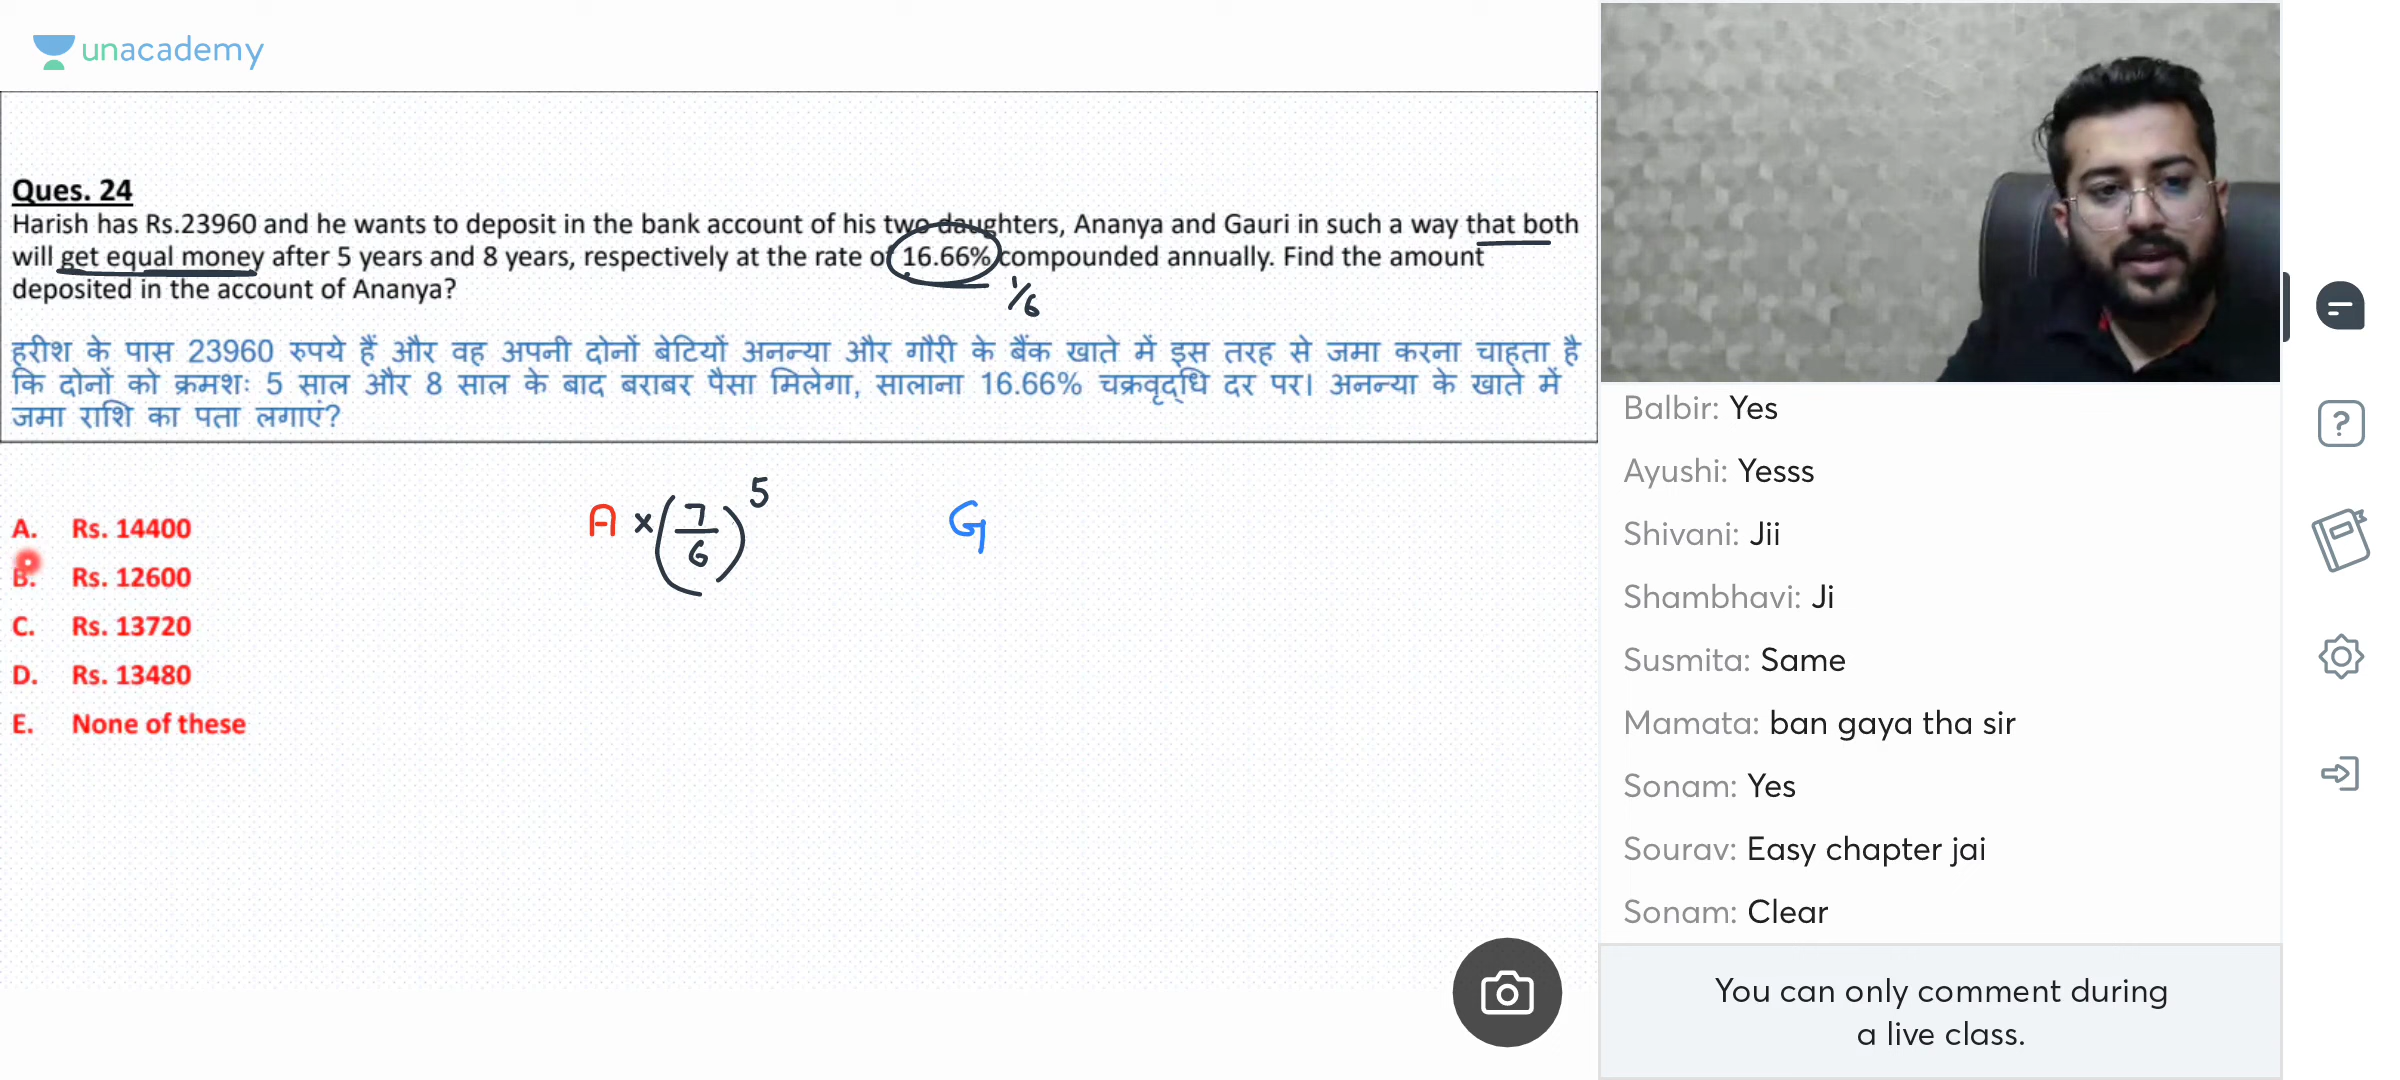 unacademy
Ques. 24
Harish has Rs.23960 and he wants to deposit in the bank account of his two daughters, Ananya and Gauri in such a way that both
will get equal money after 5 years and 8 years, respectively at the rate of 16.66% compounded annually. Find the amount
1/6
deposited in the account of Ananya?
हरीश के पास 23960 रुपये हैं और वह अपनी दोनों बेटियों अनन्या और गौरी के बैंक खाते में इस तरह से जमा करना चाहता है
कि दोनों को क्रमशः 5 साल और 8 साल के बाद बराबर पैसा मिलेगा, सालाना 16.66% चक्रवृद्धि दर पर। अनन्या के खाते में
जमा राशि का पता लगाएं?
A. Rs. 14400
B. Rs. 12600
C. Rs. 13720
D. Rs. 13480
E. None of these
A × (7/6)^5 G
Balbir: Yes
Ayushi: Yesss
Shivani: Jii
Shambhavi: Ji
Susmita: Same
Mamata: ban gaya tha sir
Sonam: Yes
Sourav: Easy chapter jai
Sonam: Clear
You can only comment during
a live class.